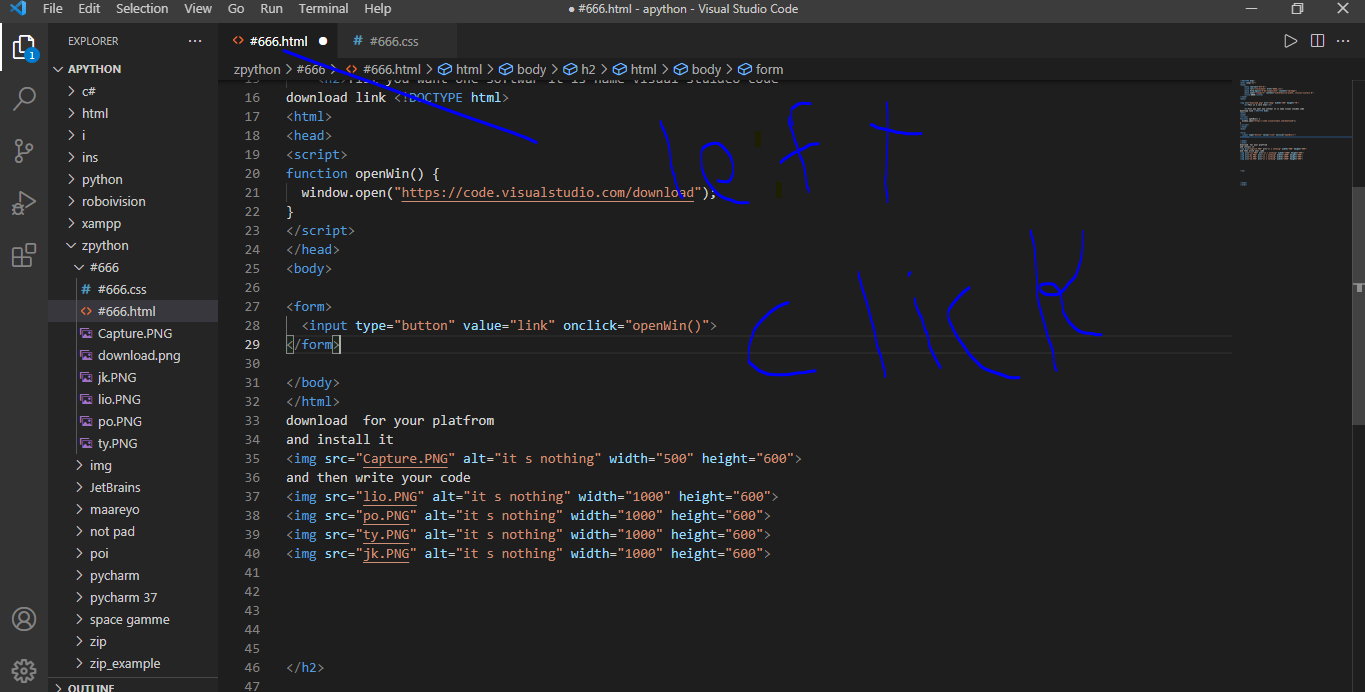 File Edit Selection View Go Run Terminal Help
● #666.html - apython - Visual Studio Code
EXPLORER
#666.html
# #666.css
1
APYTHON
zpython > #666 > #666.html > html > body > h2 > html > body > form
c#
html
i
ins
python
roboivision
xampp
zpython
#666
# #666.css
#666.html
Capture.PNG
download.png
jk.PNG
lio.PNG
po.PNG
ty.PNG
img
JetBrains
maareyo
not pad
poi
pycharm
pycharm 37
space gamme
zip
zip_example
OUTLINE
16 download link <!DOCTYPE html>
17 <html>
18 <head>
19 <script>
20 function openWin() {
21 window.open("https://code.visualstudio.com/download");
22 }
23 </script>
24 </head>
25 <body>
26
27 <form>
28 <input type="button" value="link" onclick="openWin()">
29 </form>
30
31 </body>
32 </html>
33 download  for your platfrom
34 and install it
35 <img src="Capture.PNG" alt="it s nothing" width="500" height="600">
36 and then write your code
37 <img src="lio.PNG" alt="it s nothing" width="1000" height="600">
38 <img src="po.PNG" alt="it s nothing" width="1000" height="600">
39 <img src="ty.PNG" alt="it s nothing" width="1000" height="600">
40 <img src="jk.PNG" alt="it s nothing" width="1000" height="600">
41
42
43
44
45
46 </h2>
47
left
click